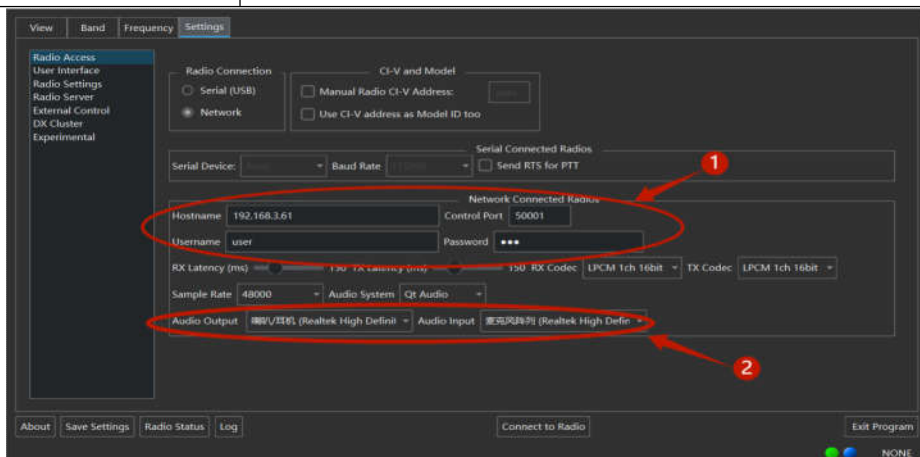 View Band Frequency Settings
Radio Access
User Interface
Radio Settings
Radio Server
External Control
DX Cluster
Experimental
Radio Connection
Serial (USB)
Network
CI-V and Model
Manual Radio CI-V Address:
Use CI-V address as Model ID too
Serial Connected Radios
Serial Device: Baud Rate Send RTS for PTT
1
Network Connected Radios
Hostname 192.168.3.61 Control Port 50001
Username user Password •••
RX Latency (ms) 150 TX Latency (ms) 150 RX Codec LPCM 1ch 16bit TX Codec LPCM 1ch 16bit
Sample Rate 48000 Audio System Qt Audio
Audio Output 喇叭/耳机 (Realtek High Definit Audio Input 麦克风阵列 (Realtek High Defin
2
About Save Settings Radio Status Log Connect to Radio Exit Program
NONE